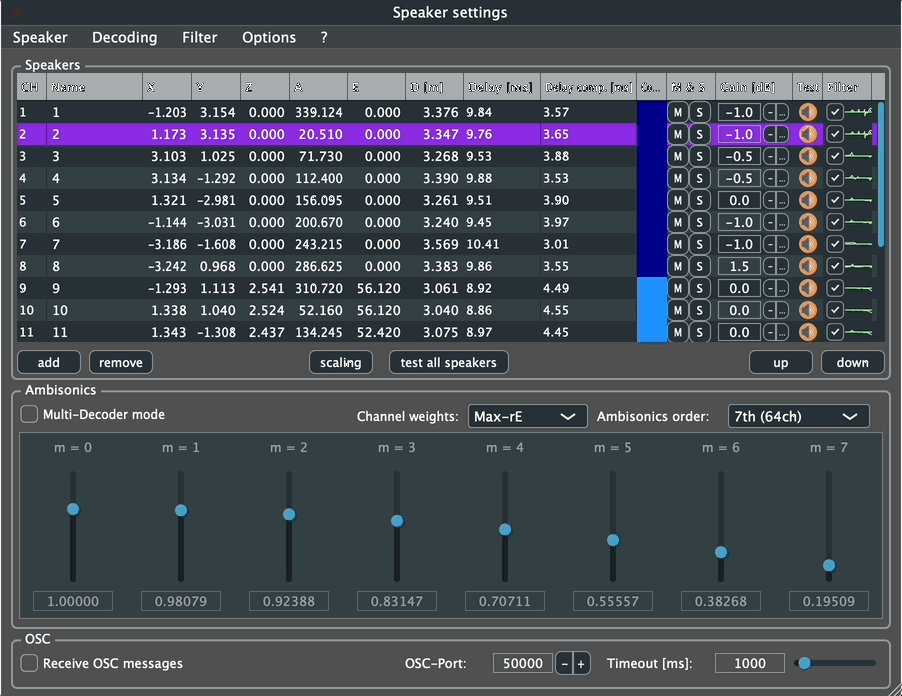 Speaker settings
Speaker Decoding Filter Options ?
Speakers
CH Name X Y Z A E D [m] Delay [ms] Delay comp. [ms] Co... M & S Gain [dB] Test Filter
1 1 −1.203 3.154 0.000 339.124 0.000 3.376 9.84 3.57 M S −1.0 - ...
2 2 1.173 3.135 0.000 20.510 0.000 3.347 9.76 3.65 M S −1.0 - ...
3 3 3.103 1.025 0.000 71.730 0.000 3.268 9.53 3.88 M S −0.5 - ...
4 4 3.134 −1.292 0.000 112.400 0.000 3.390 9.88 3.53 M S −0.5 - ...
5 5 1.321 −2.981 0.000 156.095 0.000 3.261 9.51 3.90 M S 0.0 - ...
6 6 −1.144 −3.031 0.000 200.670 0.000 3.240 9.45 3.97 M S −1.0 - ...
7 7 −3.186 −1.608 0.000 243.215 0.000 3.569 10.41 3.01 M S −1.0 - ...
8 8 −3.242 0.968 0.000 286.625 0.000 3.383 9.86 3.55 M S 1.5 - ...
9 9 −1.293 1.113 2.541 310.720 56.120 3.061 8.92 4.49 M S 0.0 - ...
10 10 1.338 1.040 2.524 52.160 56.120 3.040 8.86 4.55 M S 0.0 - ...
11 11 1.343 −1.308 2.437 134.245 52.420 3.075 8.97 4.45 M S 0.0 - ...
add remove scaling test all speakers up down
Ambisonics
Multi-Decoder mode Channel weights: Max-rE Ambisonics order: 7th (64ch)
m = 0 m = 1 m = 2 m = 3 m = 4 m = 5 m = 6 m = 7
1.00000 0.98079 0.92388 0.83147 0.70711 0.55557 0.38268 0.19509
OSC
Receive OSC messages OSC-Port: 50000 - + Timeout [ms]: 1000